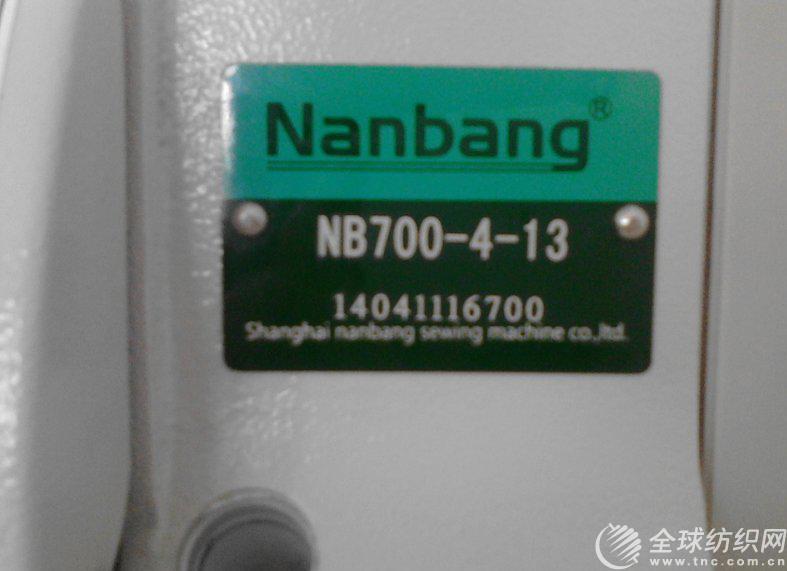 Nanbang®
NB700-4-13
14041116700
Shanghai nanbang sewing machine co.,ltd.
全球纺织网
www.tnc.com.cn